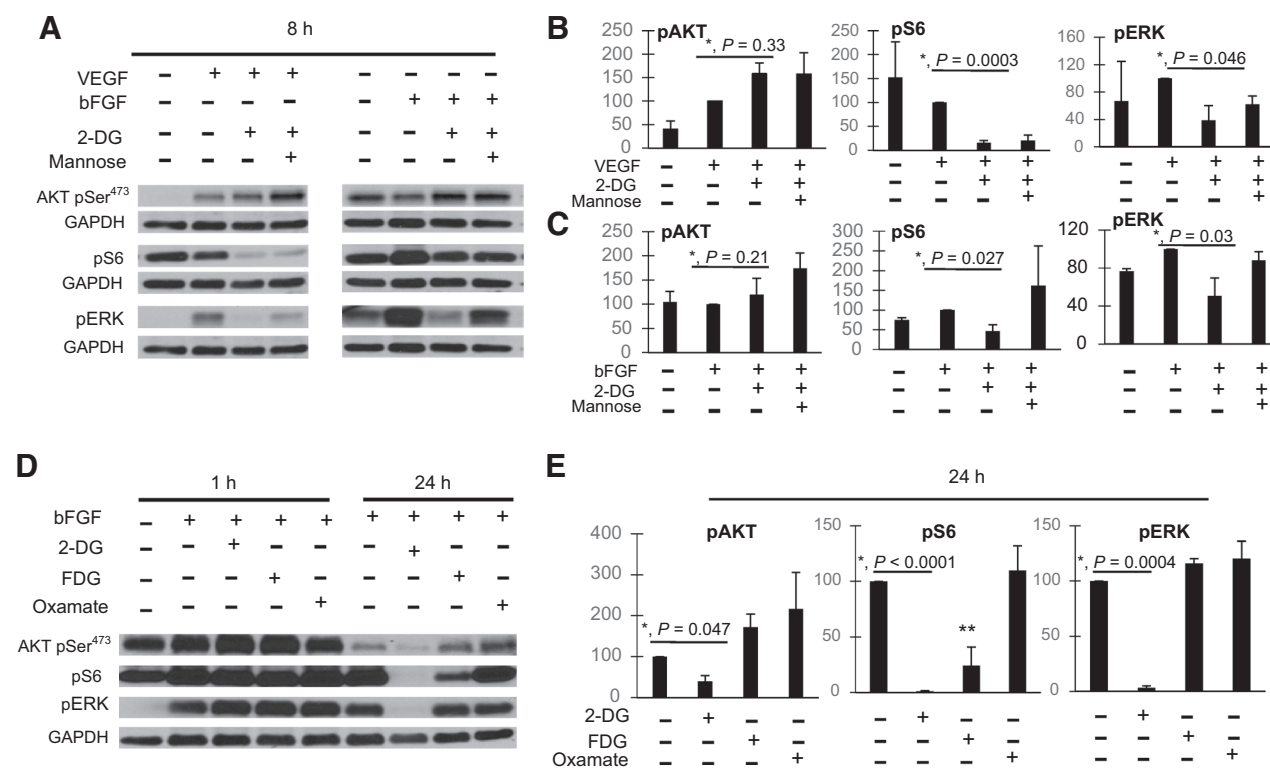 A
8 h
VEGF – + + + – – – –
bFGF – – – – – + + +
2-DG – – + + – – + +
Mannose – – – + – – – +
AKT pSer473
GAPDH
pS6
GAPDH
pERK
GAPDH
B
pAKT
250
200
150
100
50
0
*, P = 0.33
pS6
250
200
150
100
50
0
*, P = 0.0003
pERK
160
120
80
40
0
*, P = 0.046
VEGF – + + + – + + + – + + +
2-DG – – + + – – + + – – + +
Mannose – – – + – – – + – – – +
C
pAKT
250
200
150
100
50
0
*, P = 0.21
pS6
300
250
200
150
100
50
0
*, P = 0.027
pERK
120
80
40
0
*, P = 0.03
bFGF – + + + – + + + – + + +
2-DG – – + + – – + + – – + +
Mannose – – – + – – – + – – – +
D
1 h
24 h
bFGF – + + + + + + + +
2-DG – – + – – – + – –
FDG – – – + – – – + –
Oxamate – – – – + – – – +
AKT pSer473
pS6
pERK
GAPDH
E
24 h
pAKT
400
300
200
100
0
*, P = 0.047
pS6
150
100
50
0
*, P < 0.0001
**
pERK
150
100
50
0
*, P = 0.0004
2-DG – + – – – + – – – + – –
FDG – – + – – – + – – – + –
Oxamate – – – + – – – + – – – +